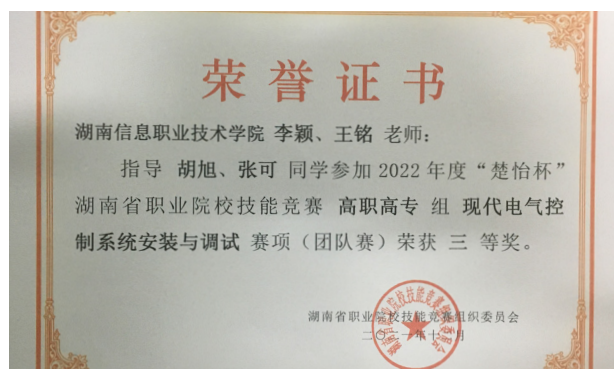 荣誉证书
湖南信息职业技术学院 李颖、王铭 老师：
指导 胡旭、张可 同学参加 2022 年度“楚怡杯”
湖南省职业院校技能竞赛 高职高专 组 现代电气控
制系统安装与调试 赛项（团队赛）荣获 三 等奖。
湖南省职业院校技能竞赛组织委员会